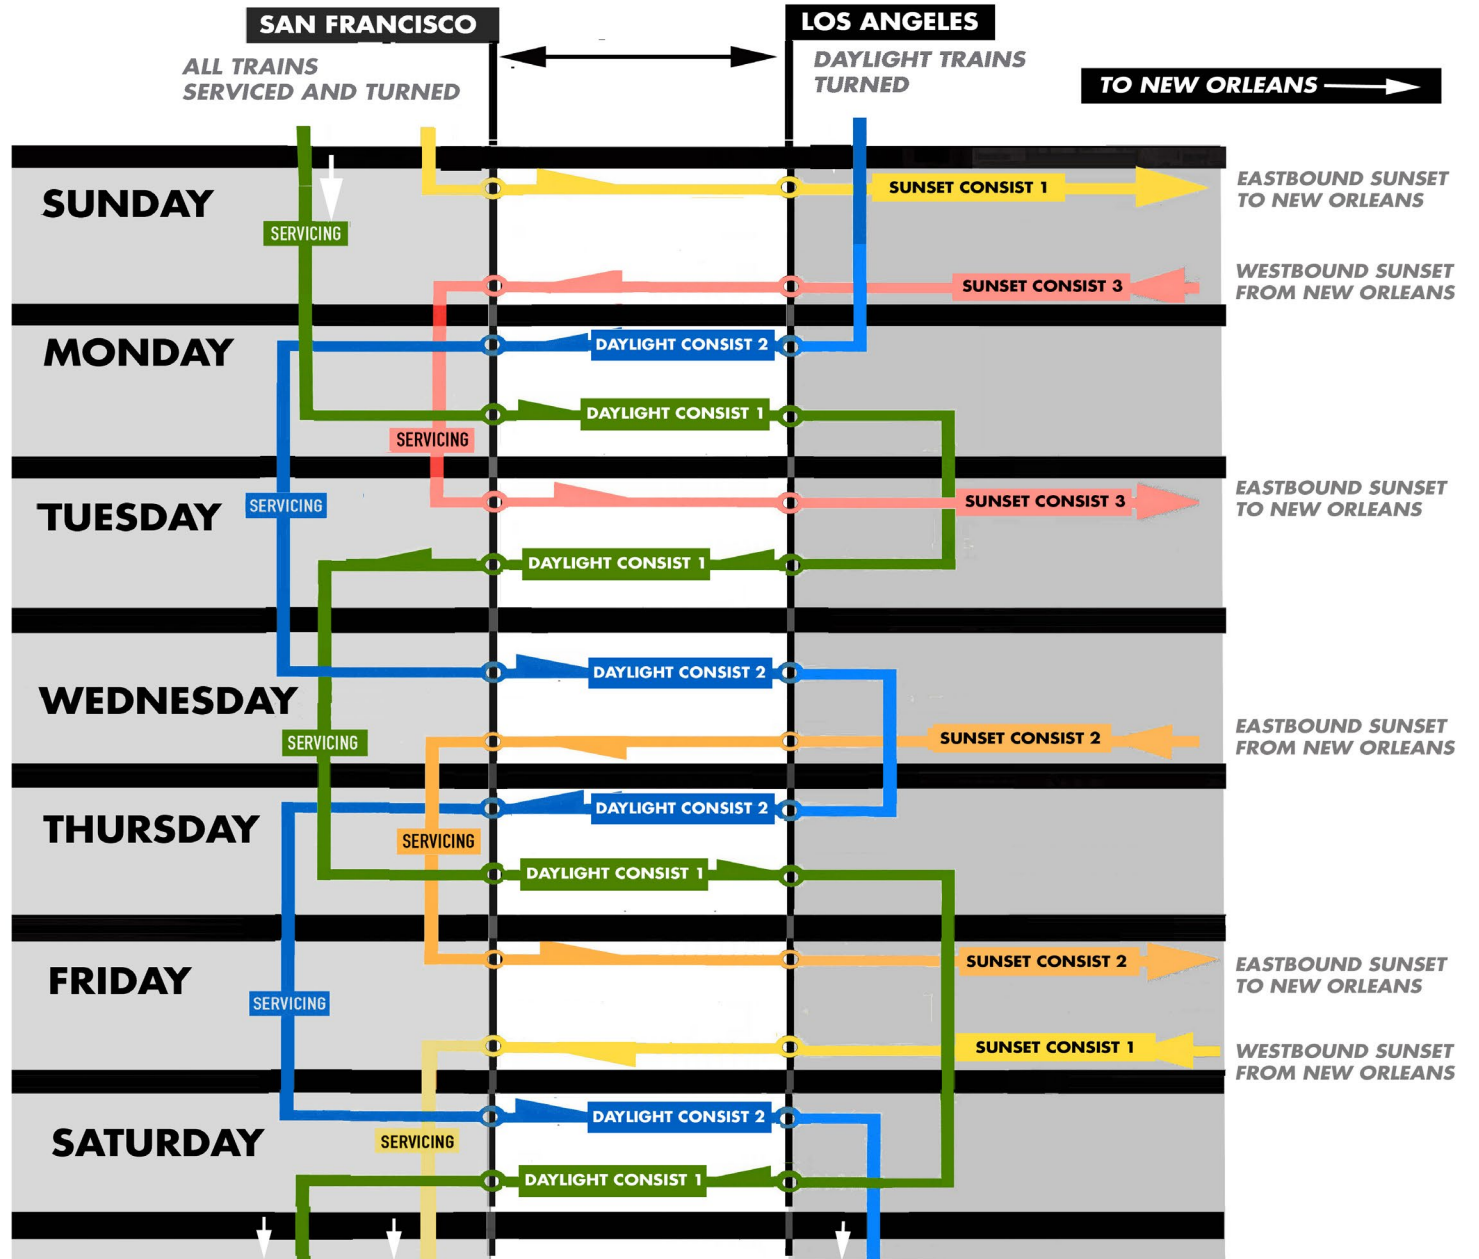 SAN FRANCISCO
LOS ANGELES
ALL TRAINS
SERVICED AND TURNED
DAYLIGHT TRAINS
TURNED
TO NEW ORLEANS
SUNDAY
SUNSET CONSIST 1
EASTBOUND SUNSET
TO NEW ORLEANS
SERVICING
SUNSET CONSIST 3
WESTBOUND SUNSET
FROM NEW ORLEANS
MONDAY
DAYLIGHT CONSIST 2
DAYLIGHT CONSIST 1
SERVICING
TUESDAY
SERVICING
SUNSET CONSIST 3
EASTBOUND SUNSET
TO NEW ORLEANS
DAYLIGHT CONSIST 1
WEDNESDAY
DAYLIGHT CONSIST 2
SERVICING
SUNSET CONSIST 2
EASTBOUND SUNSET
FROM NEW ORLEANS
THURSDAY
DAYLIGHT CONSIST 2
SERVICING
DAYLIGHT CONSIST 1
FRIDAY
SUNSET CONSIST 2
EASTBOUND SUNSET
TO NEW ORLEANS
SERVICING
SUNSET CONSIST 1
WESTBOUND SUNSET
FROM NEW ORLEANS
SATURDAY
DAYLIGHT CONSIST 2
SERVICING
DAYLIGHT CONSIST 1